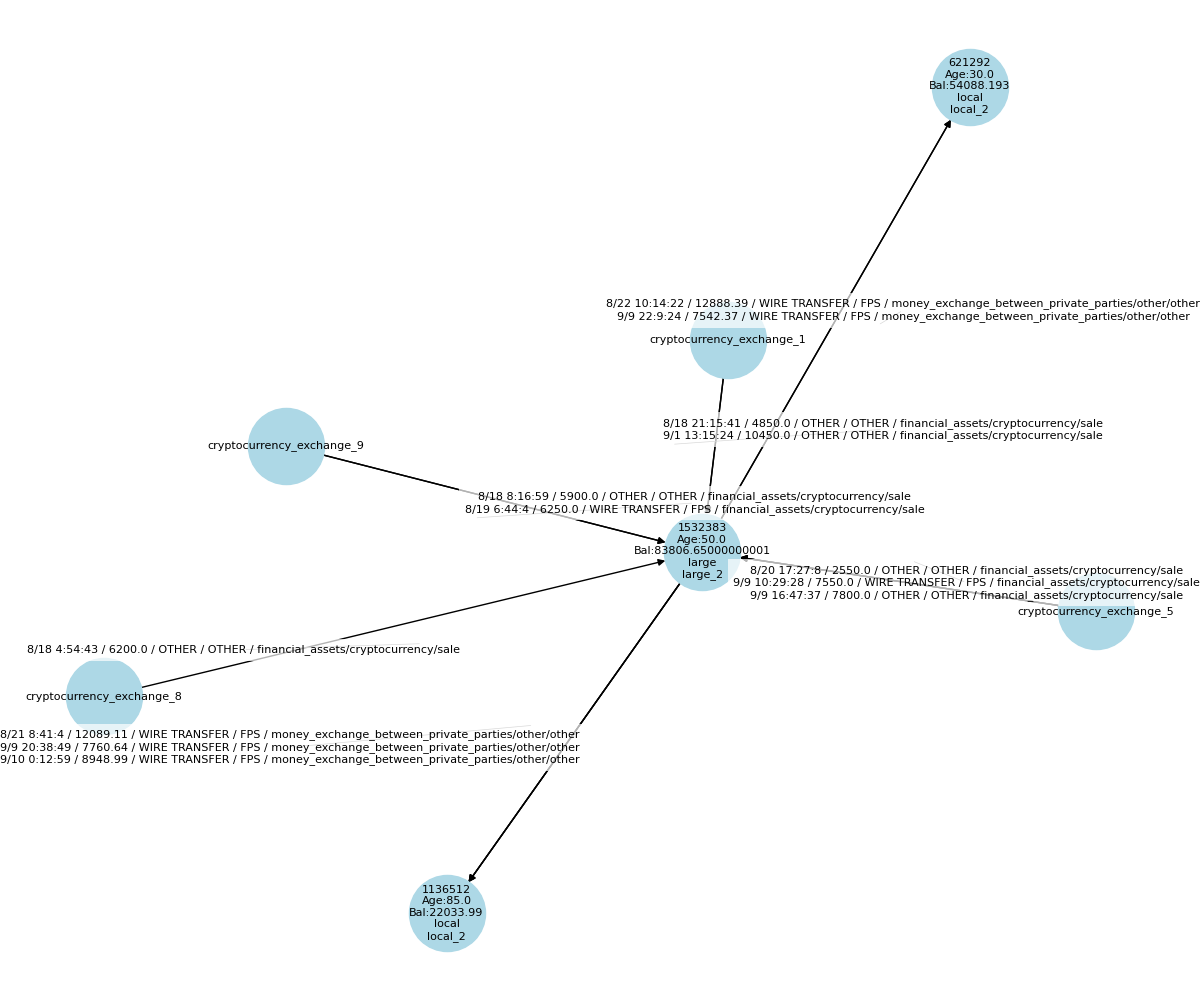 621292
Age:30.0
Bal:54088.193
local
local_2
8/22 10:14:22 / 12888.39 / WIRE TRANSFER / FPS / money_exchange_between_private_parties/other/other
9/9 22:9:24 / 7542.37 / WIRE TRANSFER / FPS / money_exchange_between_private_parties/other/other
cryptocurrency_exchange_1
8/18 21:15:41 / 4850.0 / OTHER / OTHER / financial_assets/cryptocurrency/sale
9/1 13:15:24 / 10450.0 / OTHER / OTHER / financial_assets/cryptocurrency/sale
cryptocurrency_exchange_9
8/18 8:16:59 / 5900.0 / OTHER / OTHER / financial_assets/cryptocurrency/sale
8/19 6:44:4 / 6250.0 / WIRE TRANSFER / FPS / financial_assets/cryptocurrency/sale
1532383
Age:50.0
Bal:83806.65000000001
large
large_2
8/20 17:27:8 / 2550.0 / OTHER / OTHER / financial_assets/cryptocurrency/sale
9/9 10:29:28 / 7550.0 / WIRE TRANSFER / FPS / financial_assets/cryptocurrency/sale
9/9 16:47:37 / 7800.0 / OTHER / OTHER / financial_assets/cryptocurrency/sale
cryptocurrency_exchange_5
8/18 4:54:43 / 6200.0 / OTHER / OTHER / financial_assets/cryptocurrency/sale
cryptocurrency_exchange_8
8/21 8:41:4 / 12089.11 / WIRE TRANSFER / FPS / money_exchange_between_private_parties/other/other
9/9 20:38:49 / 7760.64 / WIRE TRANSFER / FPS / money_exchange_between_private_parties/other/other
9/10 0:12:59 / 8948.99 / WIRE TRANSFER / FPS / money_exchange_between_private_parties/other/other
1136512
Age:85.0
Bal:22033.99
local
local_2